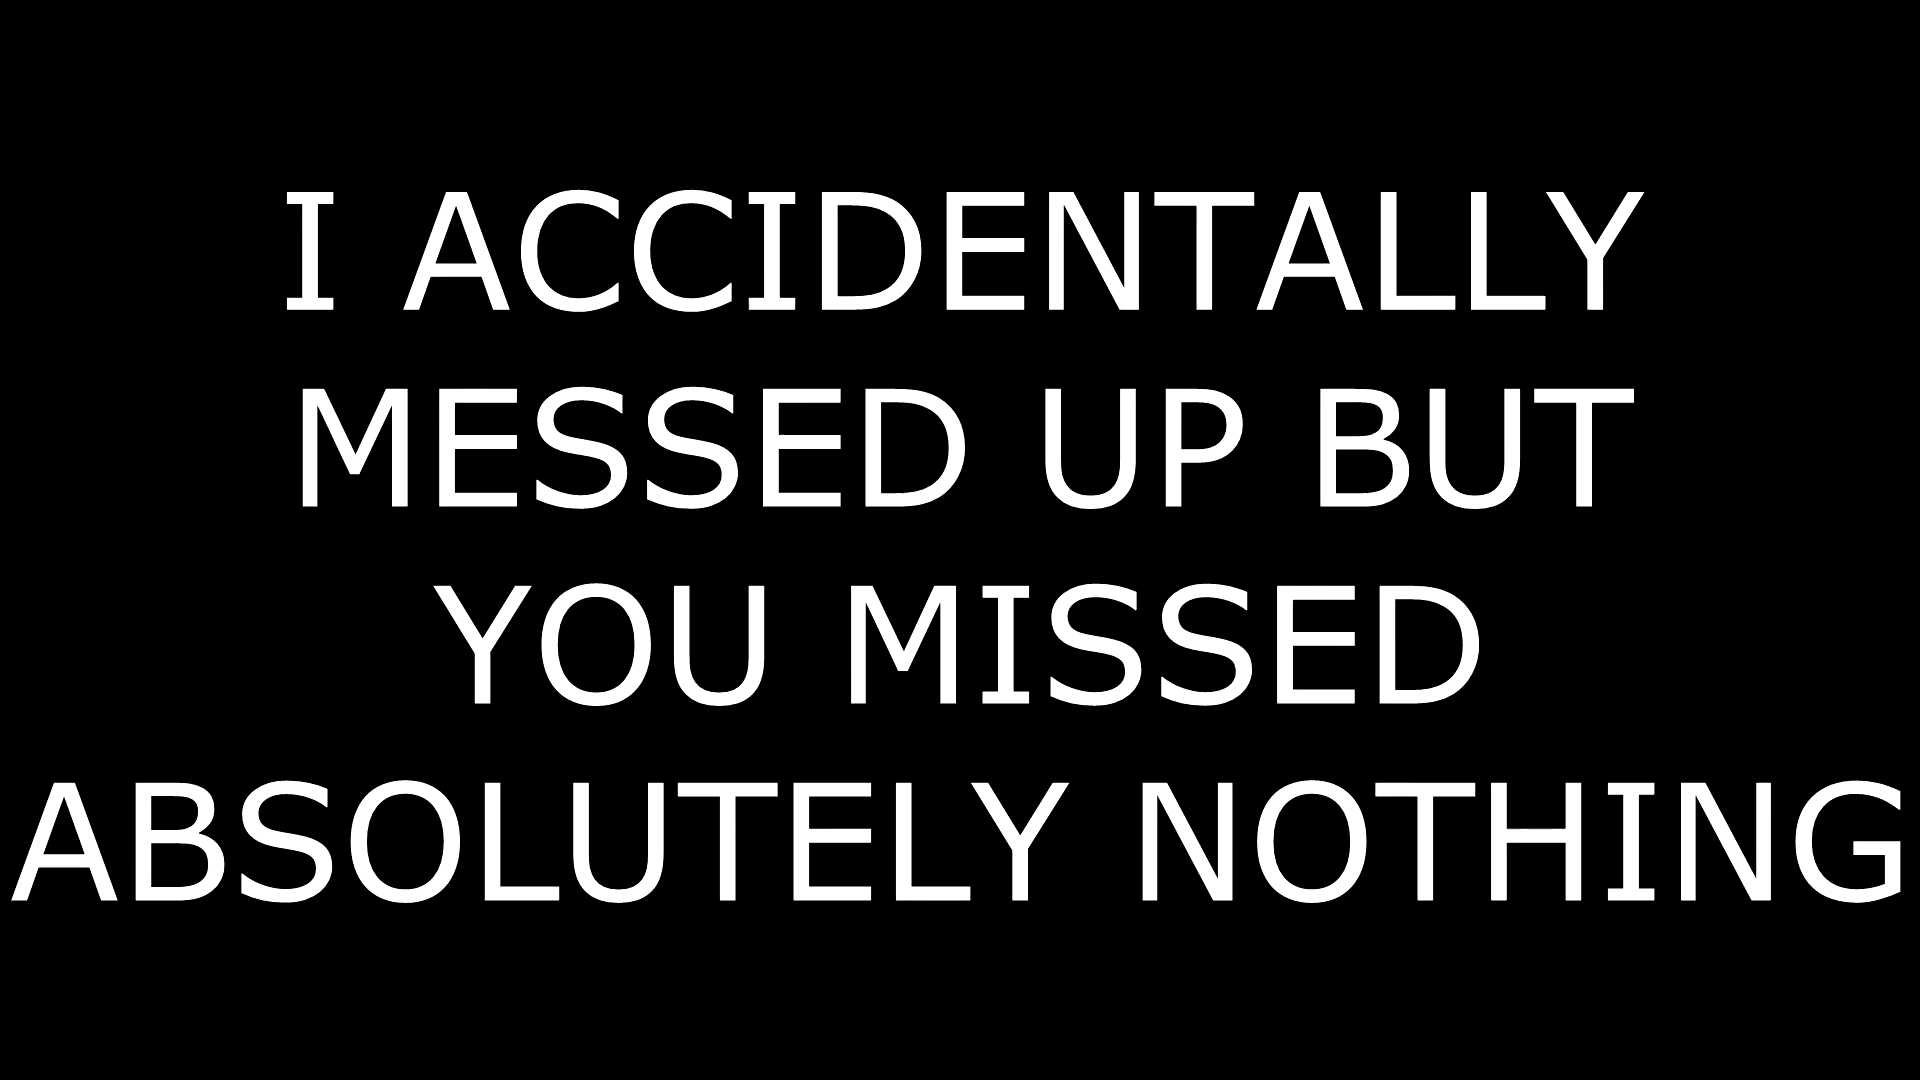 I ACCIDENTALLY
MESSED UP BUT
YOU MISSED
ABSOLUTELY NOTHING